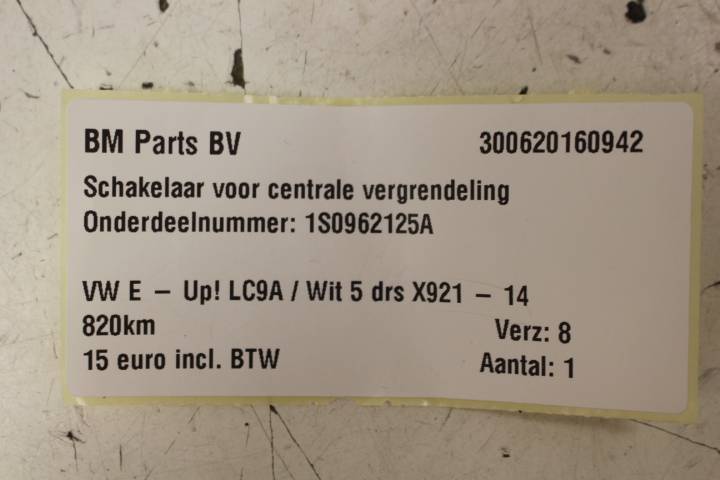 BM Parts BV 300620160942
Schakelaar voor centrale vergrendeling
Onderdeelnummer: 1S0962125A
VW E – Up! LC9A / Wit 5 drs X921 – 14
820km Verz: 8
15 euro incl. BTW Aantal: 1